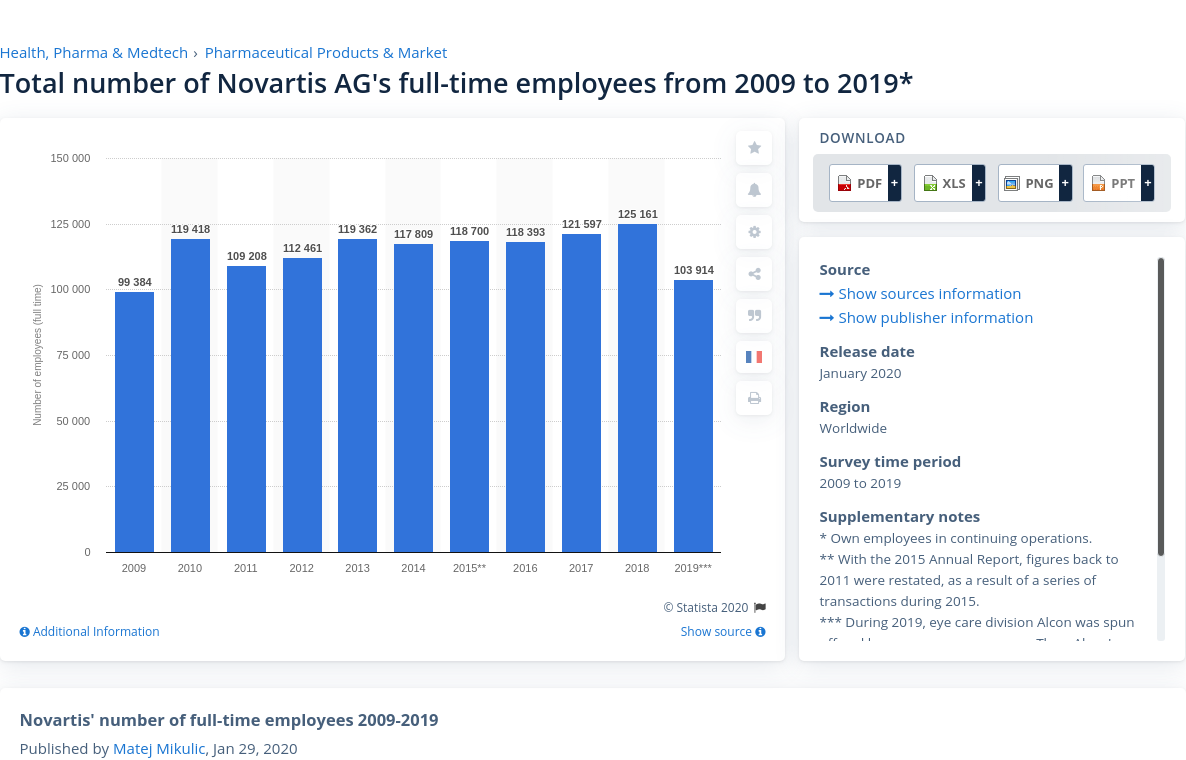 Health, Pharma & Medtech › Pharmaceutical Products & Market
Total number of Novartis AG's full-time employees from 2009 to 2019*
150 000
125 000
100 000
75 000
50 000
25 000
0
Number of employees (full time)
99 384
119 418
109 208
112 461
119 362
117 809
118 700
118 393
121 597
125 161
103 914
2009
2010
2011
2012
2013
2014
2015**
2016
2017
2018
2019***
© Statista 2020
Additional Information
Show source
DOWNLOAD
PDF +
XLS +
PNG +
PPT +
Source
Show sources information
Show publisher information
Release date
January 2020
Region
Worldwide
Survey time period
2009 to 2019
Supplementary notes
* Own employees in continuing operations.
** With the 2015 Annual Report, figures back to
2011 were restated, as a result of a series of
transactions during 2015.
*** During 2019, eye care division Alcon was spun
Novartis' number of full-time employees 2009-2019
Published by Matej Mikulic, Jan 29, 2020